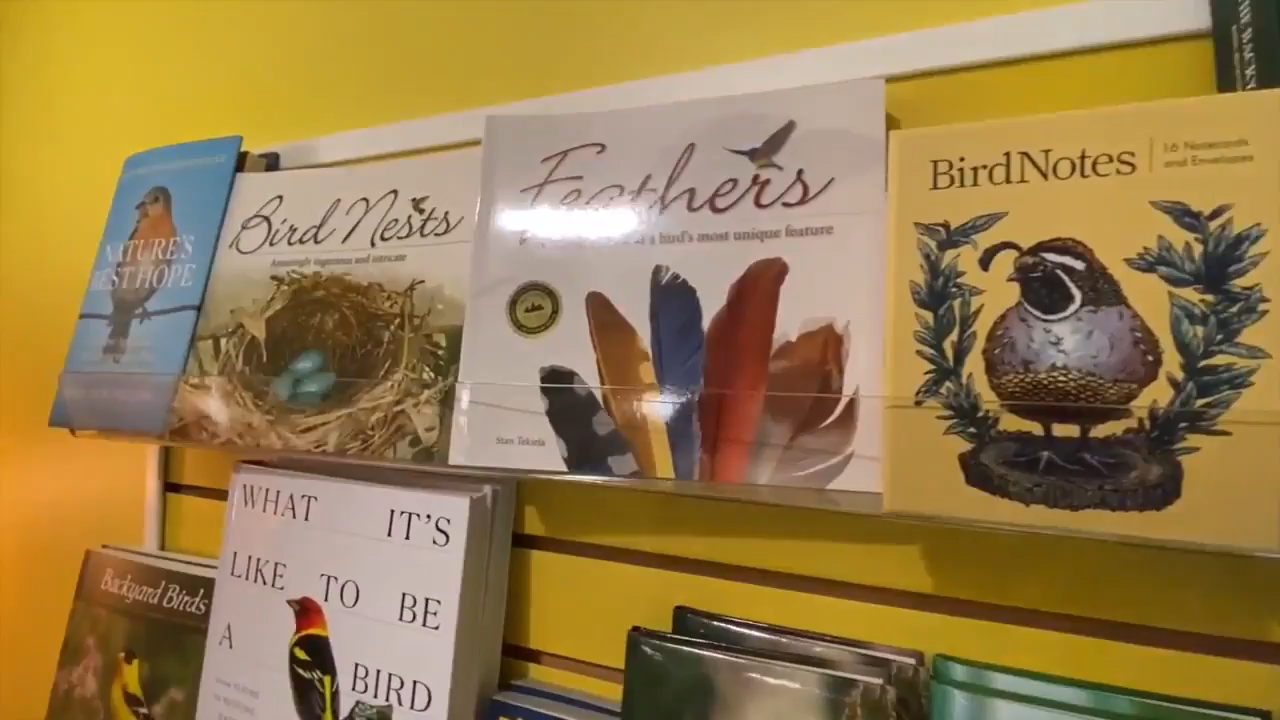 NATURE'S
BEST HOPE
Bird Nests
Amazingly ingenious and intricate
Feathers
a bird's most unique feature
Stan Tekiela
BirdNotes
16 Notecards
and Envelopes
WHAT IT'S
LIKE TO BE
A BIRD
Backyard Birds